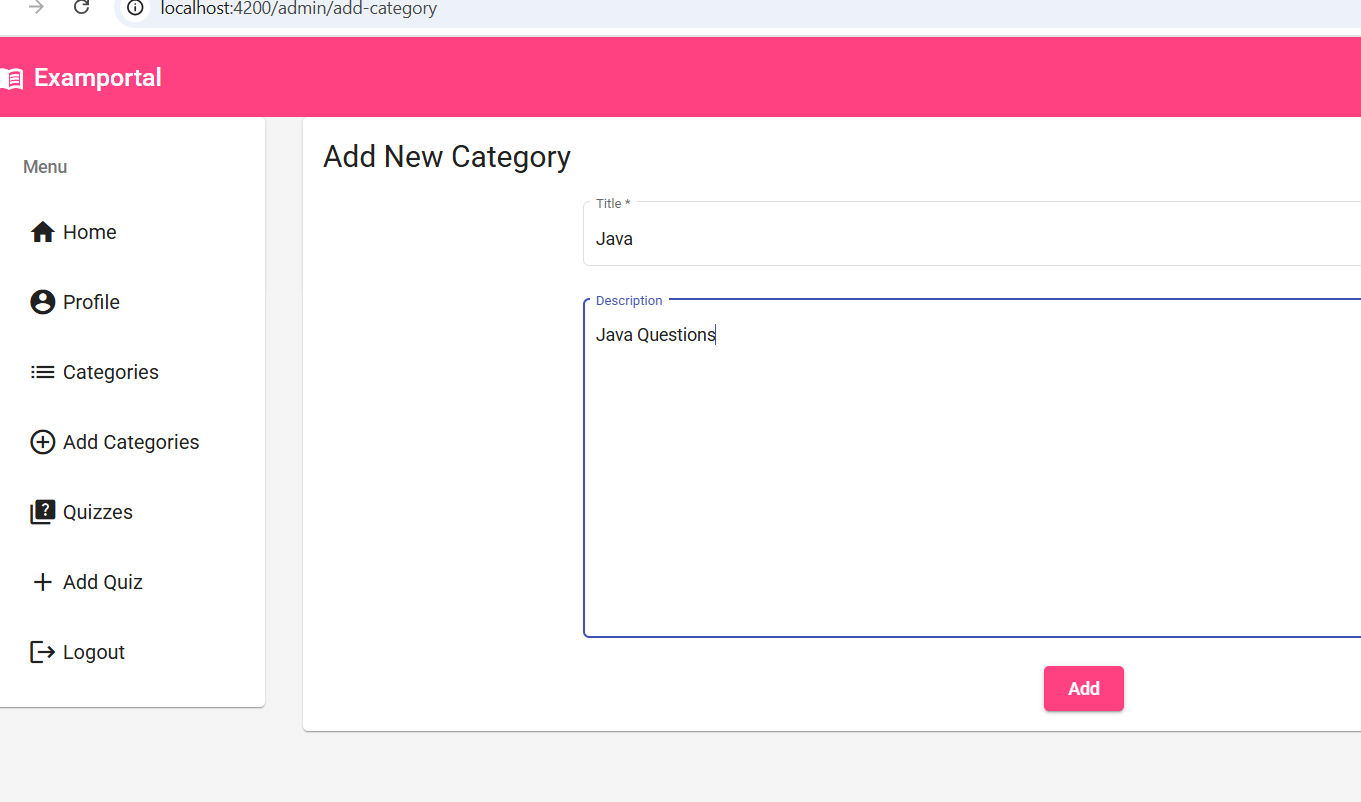 localhost:4200/admin/add-category
Examportal
Menu
Home
Profile
Categories
Add Categories
Quizzes
Add Quiz
Logout
Add New Category
Title *
Java
Description
Java Questions
Add